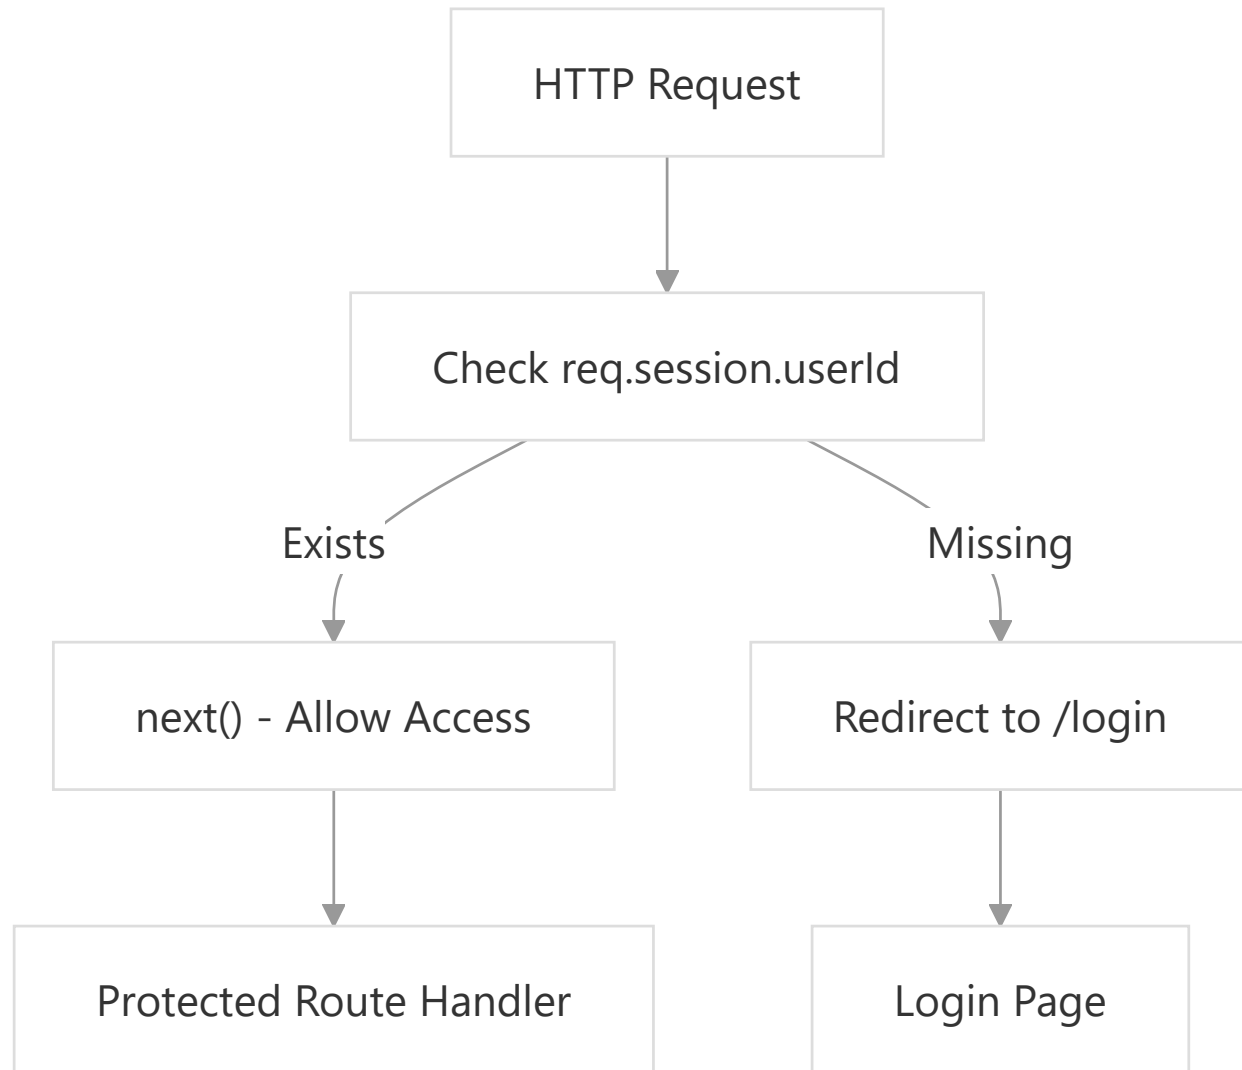 HTTP Request
Check req.session.userId
Exists
Missing
next() - Allow Access
Redirect to /login
Protected Route Handler
Login Page